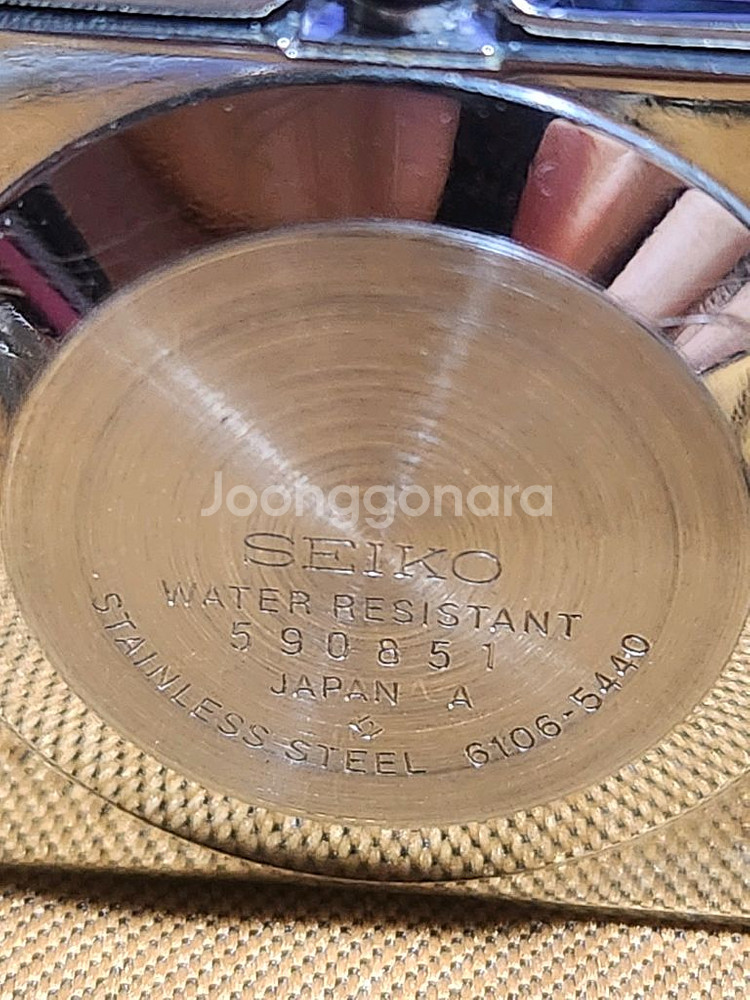 Joonggonara
SEIKO
WATER RESISTANT
590851
JAPAN A
STAINLESS STEEL 6106-5440